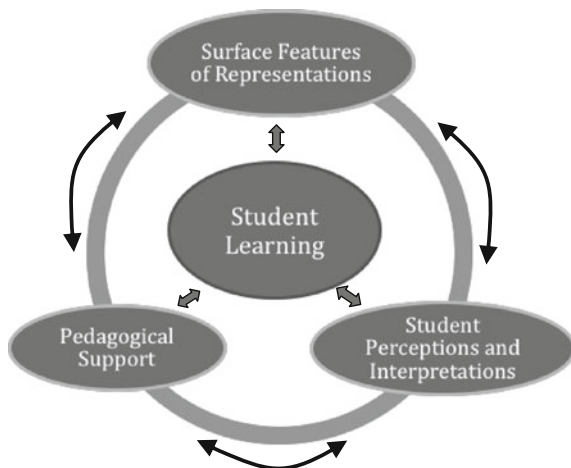 Surface Features
of Representations
Student
Learning
Pedagogical
Support
Student
Perceptions and
Interpretations